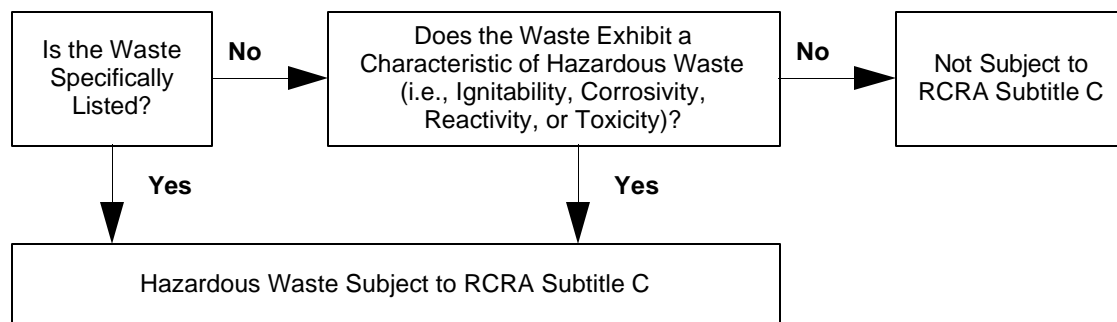 Is the Waste
Specifically
Listed?
No
Does the Waste Exhibit a
Characteristic of Hazardous Waste
(i.e., Ignitability, Corrosivity,
Reactivity, or Toxicity)?
No
Not Subject to
RCRA Subtitle C
Yes
Yes
Hazardous Waste Subject to RCRA Subtitle C